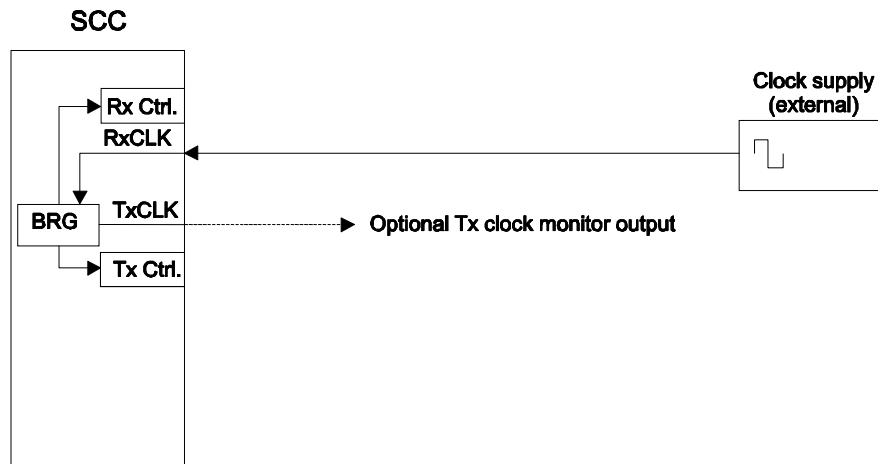 SCC
Clock supply
(external)
Rx Ctrl.
RxCLK
TxCLK
BRG
Optional Tx clock monitor output
Tx Ctrl.